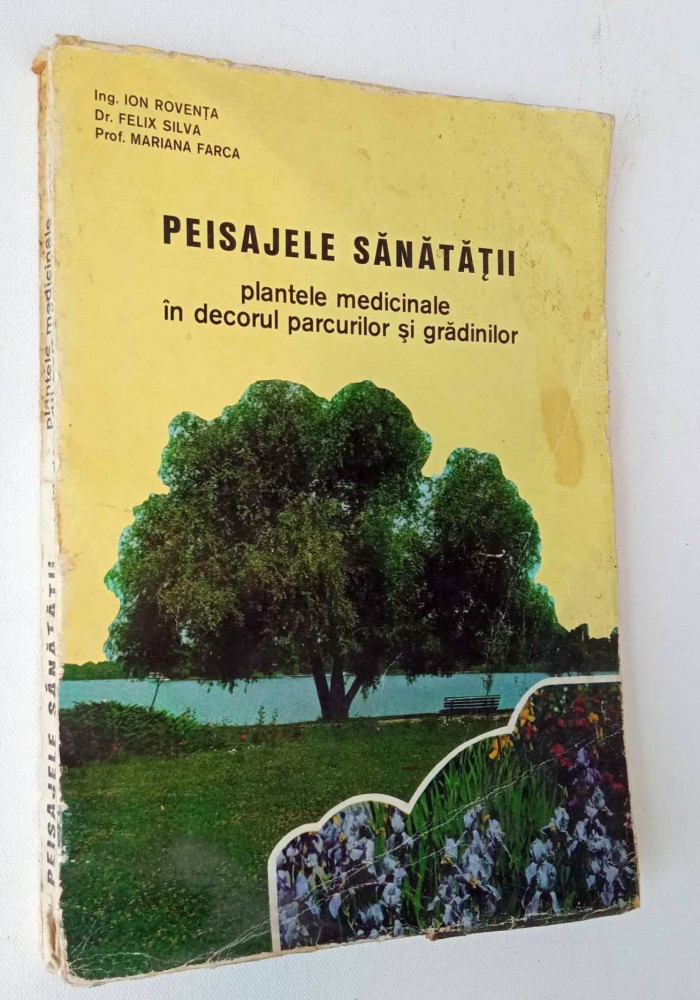 Ing. ION ROVENȚA
Dr. FELIX SILVA
Prof. MARIANA FARCA
PEISAJELE SĂNĂTĂȚII
plantele medicinale
în decorul parcurilor și grădinilor
PEISAJELE SĂNĂTĂȚII
plantele medicinale